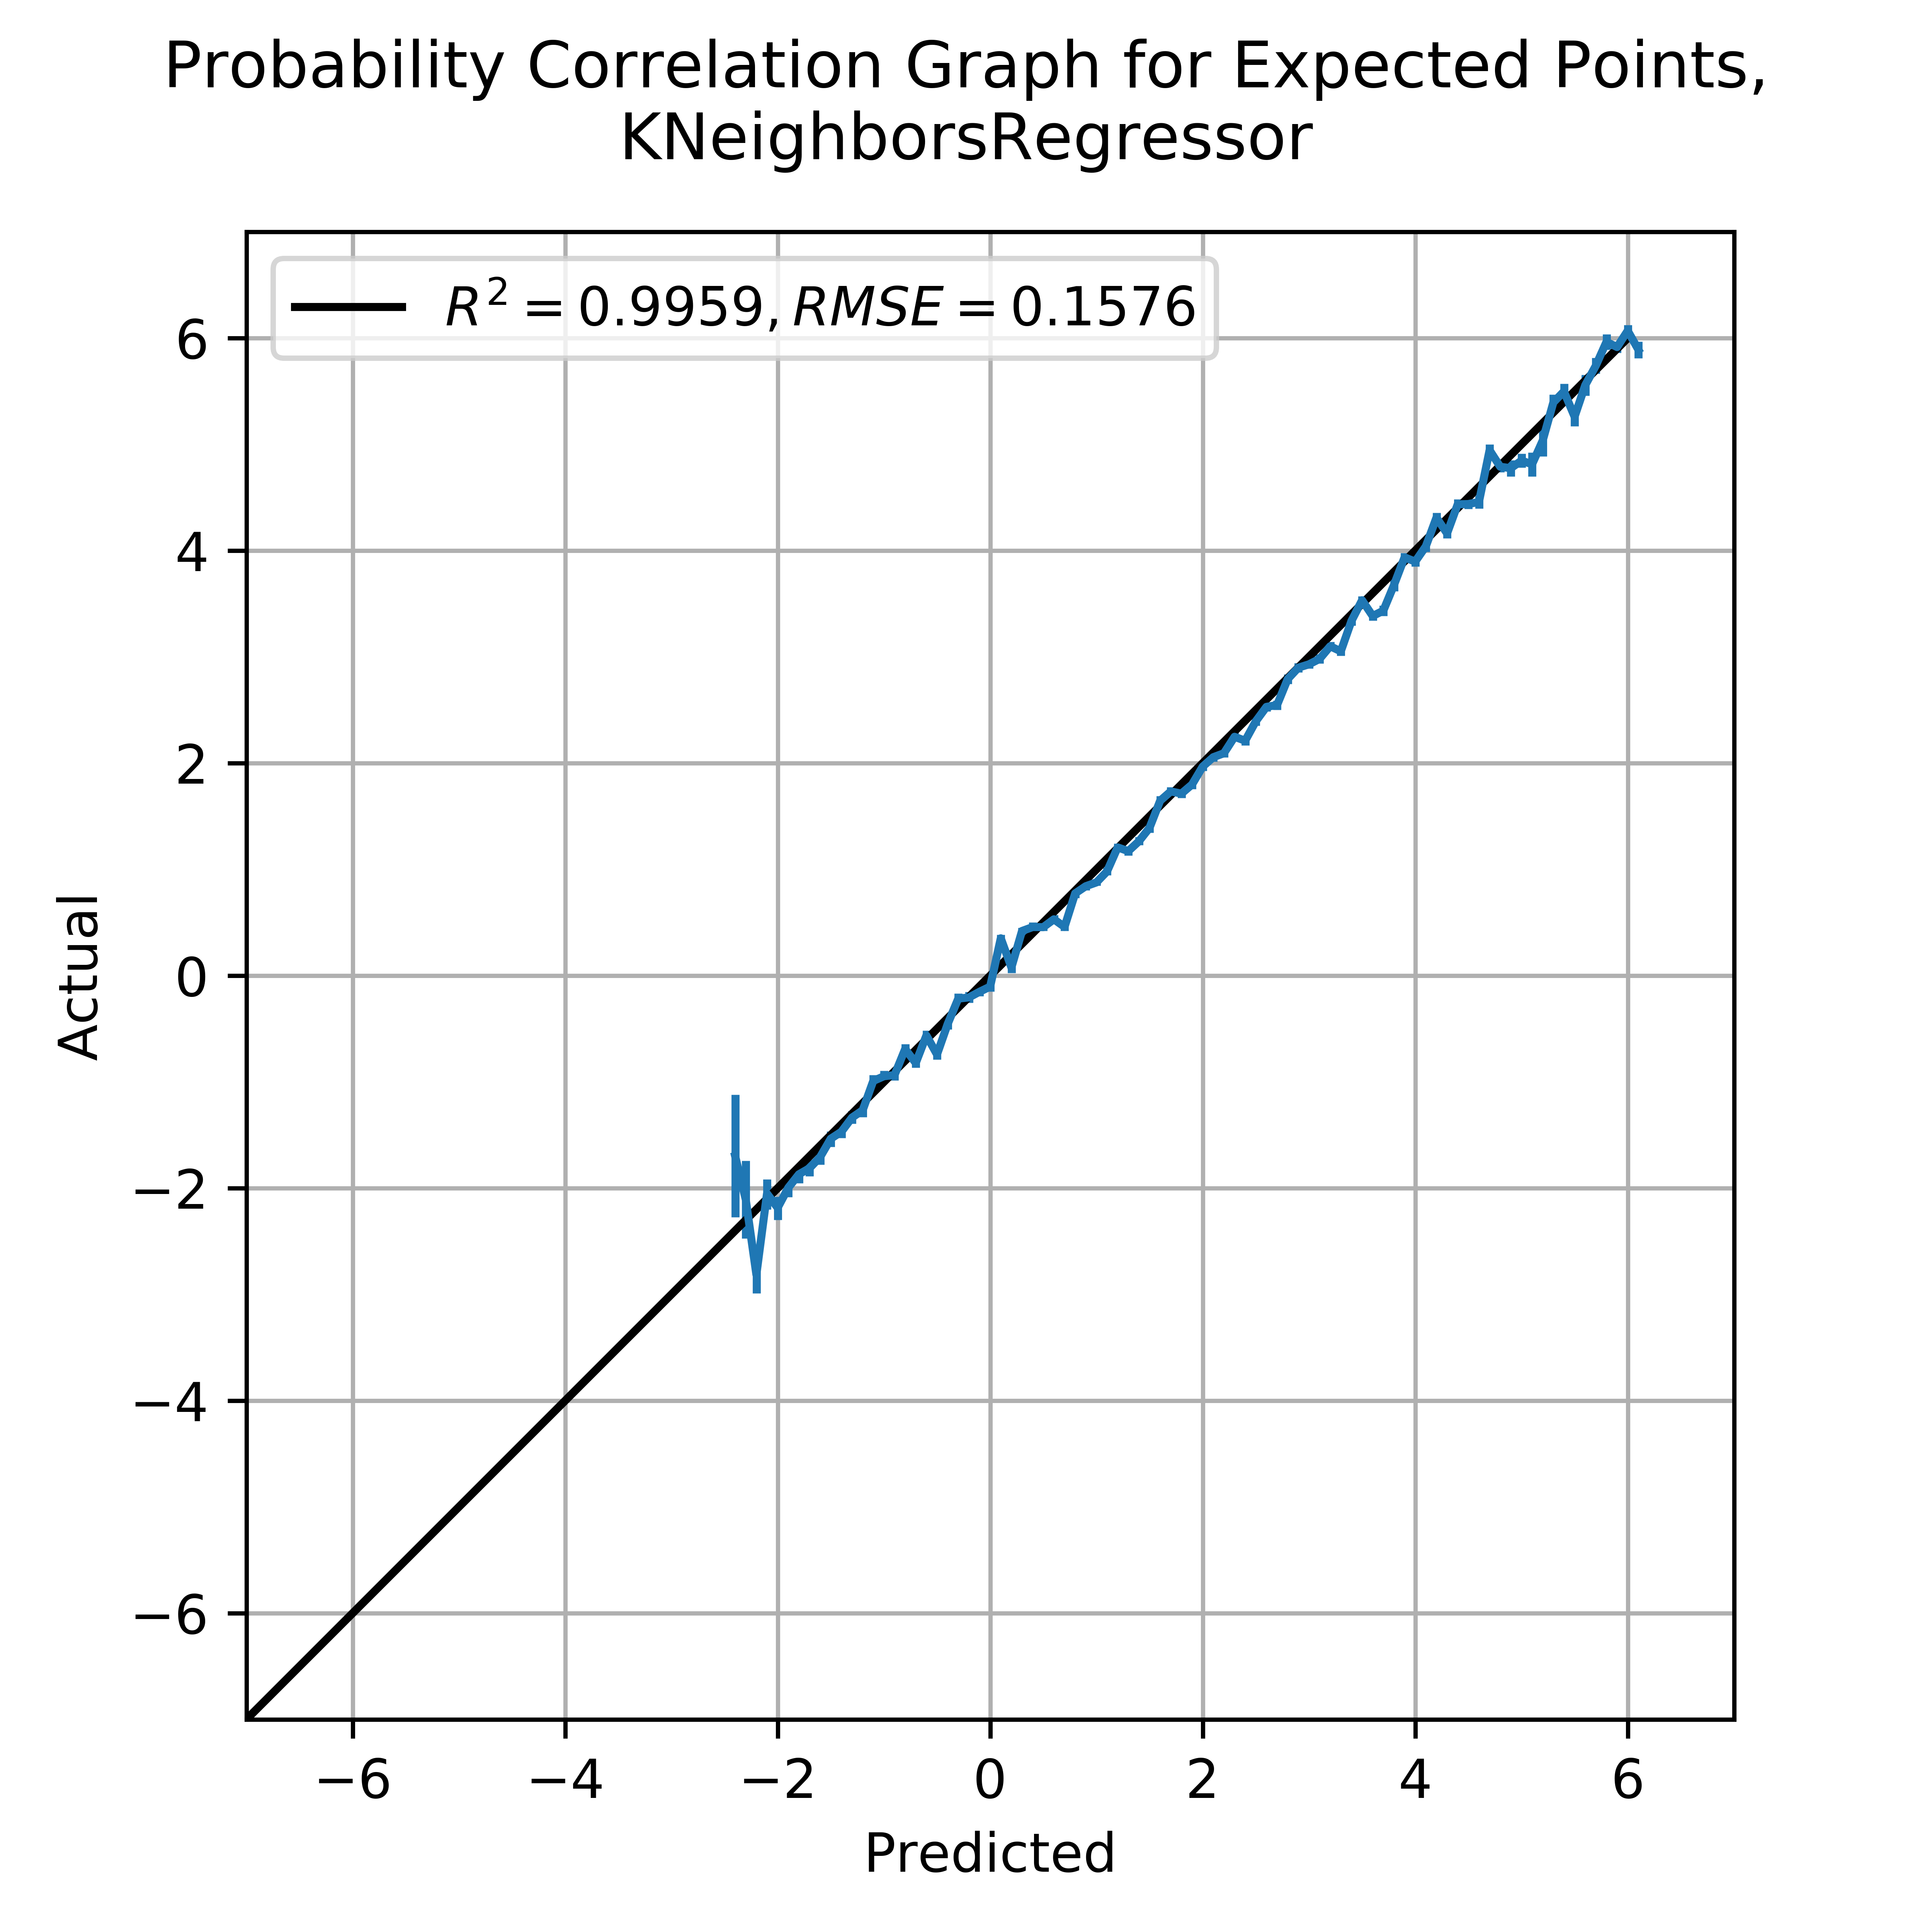 Probability Correlation Graph for Expected Points,
KNeighborsRegressor
R² = 0.9959, RMSE = 0.1576
6
4
2
0
−2
−4
−6
Actual
−6 −4 −2 0 2 4 6
Predicted